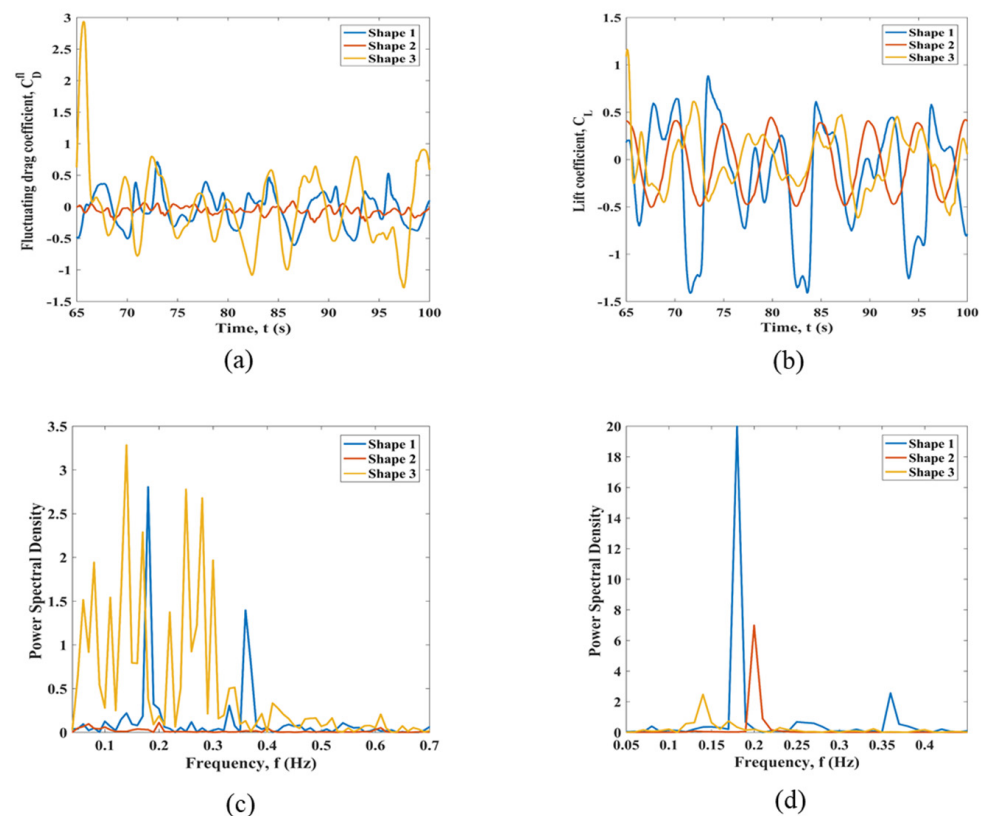 3
2.5
2
1.5
1
0.5
0
-0.5
-1
-1.5
Fluctuating drag coefficient, C_D^fl
Shape 1
Shape 2
Shape 3
65 70 75 80 85 90 95 100
Time, t (s)
(a)
1.5
1
0.5
0
-0.5
-1
-1.5
Lift coefficient, C_L
Shape 1
Shape 2
Shape 3
65 70 75 80 85 90 95 100
Time, t (s)
(b)
3.5
3
2.5
2
1.5
1
0.5
0
Power Spectral Density
Shape 1
Shape 2
Shape 3
0.1 0.2 0.3 0.4 0.5 0.6 0.7
Frequency, f (Hz)
(c)
20
18
16
14
12
10
8
6
4
2
0
Power Spectral Density
Shape 1
Shape 2
Shape 3
0.05 0.1 0.15 0.2 0.25 0.3 0.35 0.4
Frequency, f (Hz)
(d)